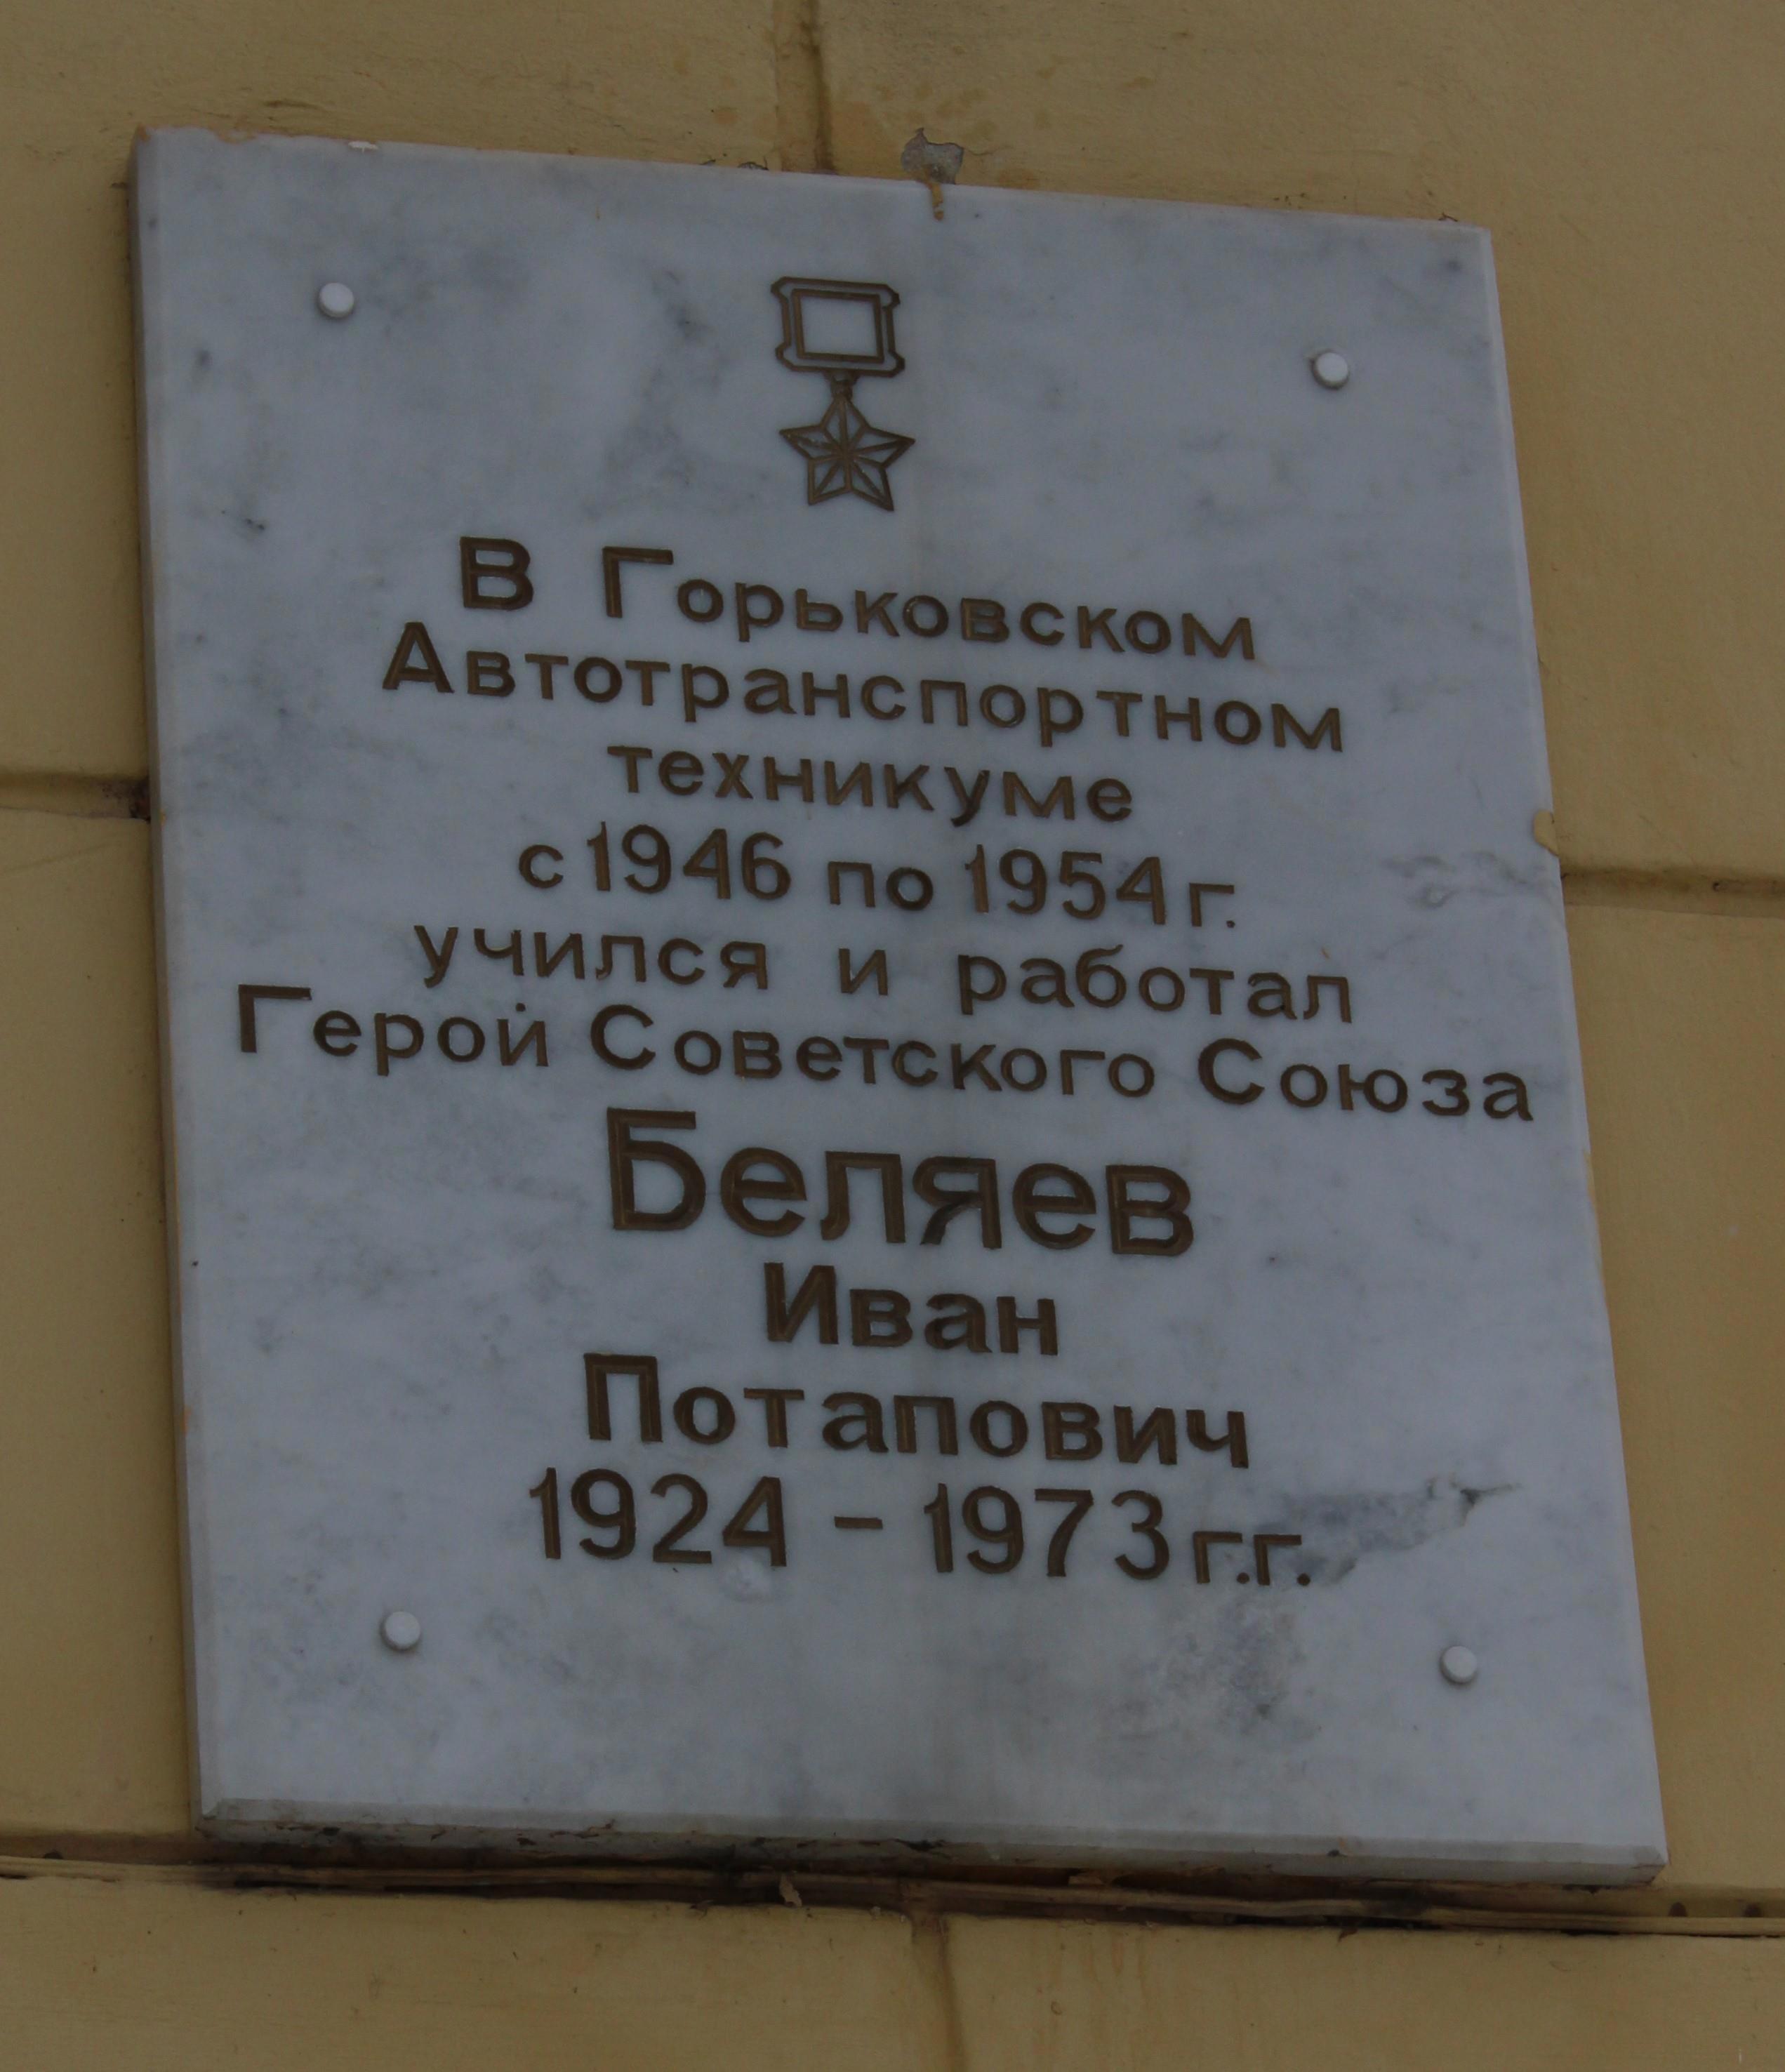 В Горьковском
Автотранспортном
техникуме
с 1946 по 1954 г.
учился и работал
Герой Советского Союза
Беляев
Иван
Потапович
1924 - 1973 г.г.